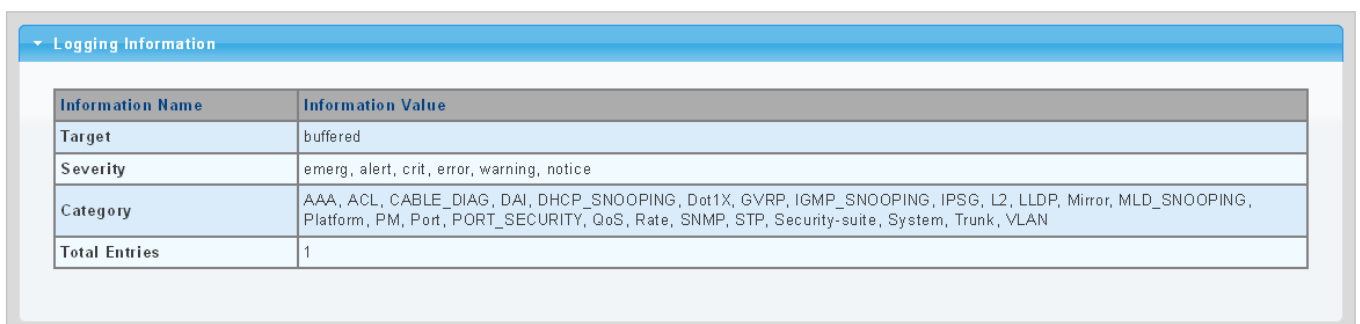 Logging Information
Information Name Information Value
Target buffered
Severity emerg, alert, crit, error, warning, notice
Category AAA, ACL, CABLE_DIAG, DAI, DHCP_SNOOPING, Dot1X, GVRP, IGMP_SNOOPING, IPSG, L2, LLDP, Mirror, MLD_SNOOPING,
Platform, PM, Port, PORT_SECURITY, QoS, Rate, SNMP, STP, Security-suite, System, Trunk, VLAN
Total Entries 1